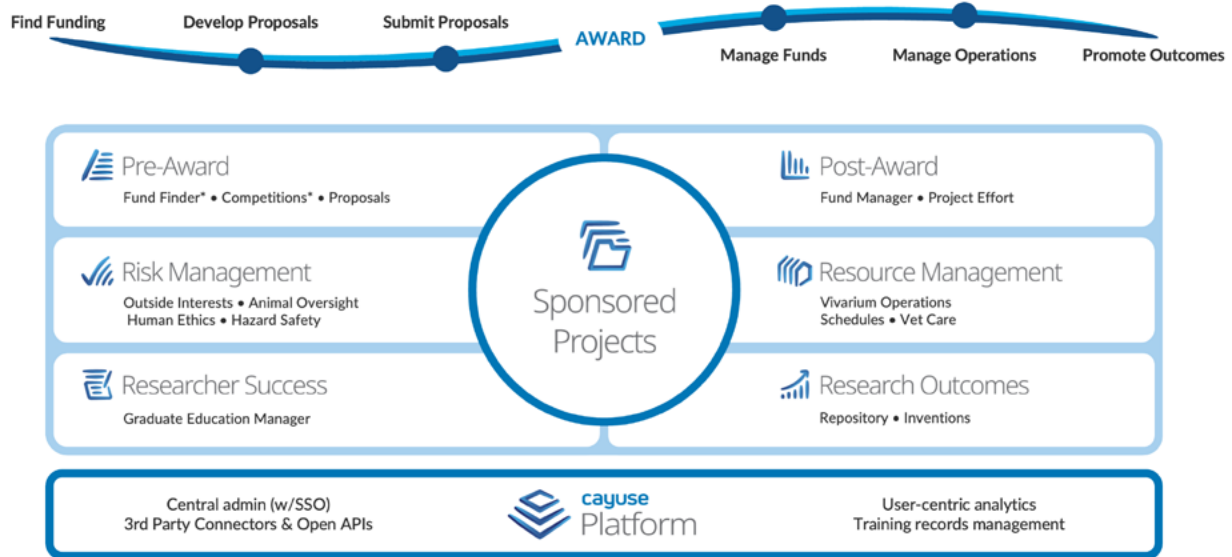 Find Funding
Develop Proposals
Submit Proposals
AWARD
Manage Funds
Manage Operations
Promote Outcomes
Pre-Award
Fund Finder* • Competitions* • Proposals
Post-Award
Fund Manager • Project Effort
Risk Management
Outside Interests • Animal Oversight
Human Ethics • Hazard Safety
Sponsored
Projects
Resource Management
Vivarium Operations
Schedules • Vet Care
Researcher Success
Graduate Education Manager
Research Outcomes
Repository • Inventions
Central admin (w/SSO)
3rd Party Connectors & Open APIs
cayuse
Platform
User-centric analytics
Training records management